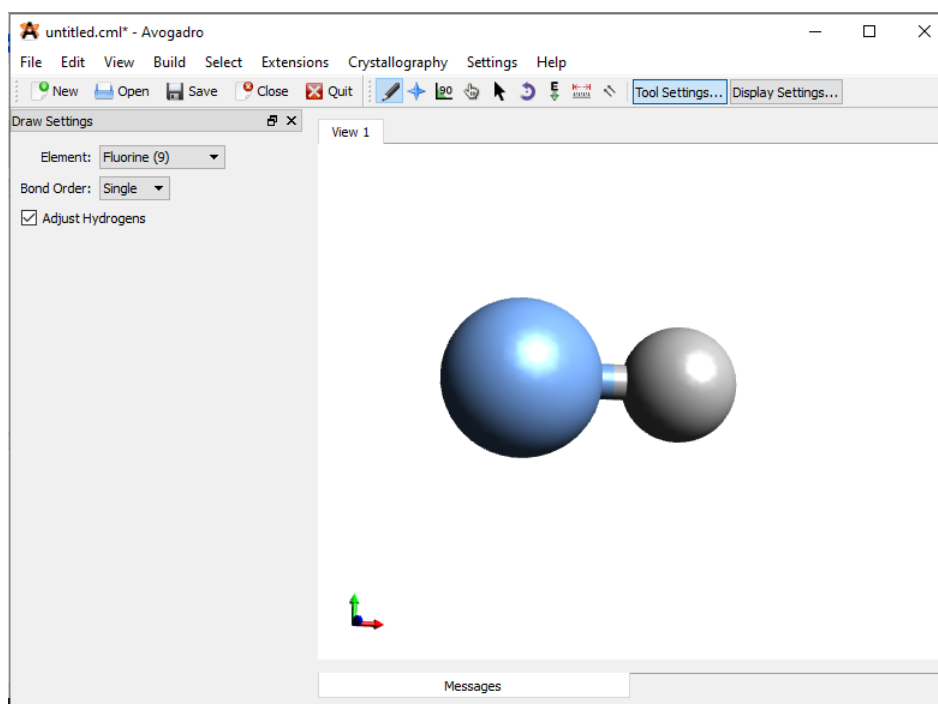 untitled.cml* - Avogadro
File Edit View Build Select Extensions Crystallography Settings Help
New Open Save Close Quit 90 E Tool Settings... Display Settings...
Draw Settings
View 1
Element: Fluorine (9)
Bond Order: Single
Adjust Hydrogens
Messages